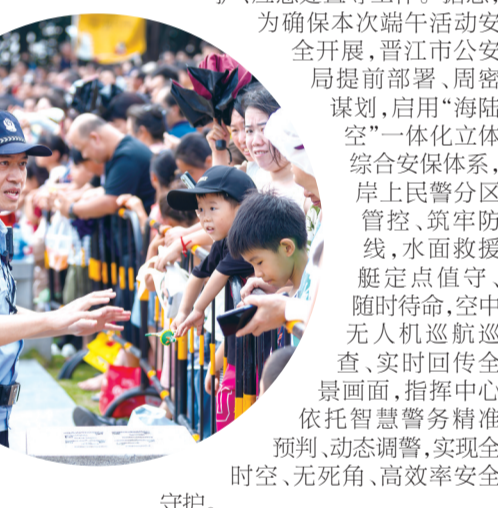 为确保本次端午活动安
全开展，晋江市公安
局提前部署、周密
谋划，启用“海陆
空”一体化立体
综合安保体系，
岸上民警分区
管控、筑牢防
线，水面救援
艇定点值守、
随时待命，空中
无人机巡航巡
查、实时回传全
景画面，指挥中心
依托智慧警务精准
预判、动态调警，实现全
时空、无死角、高效率安全
守护。